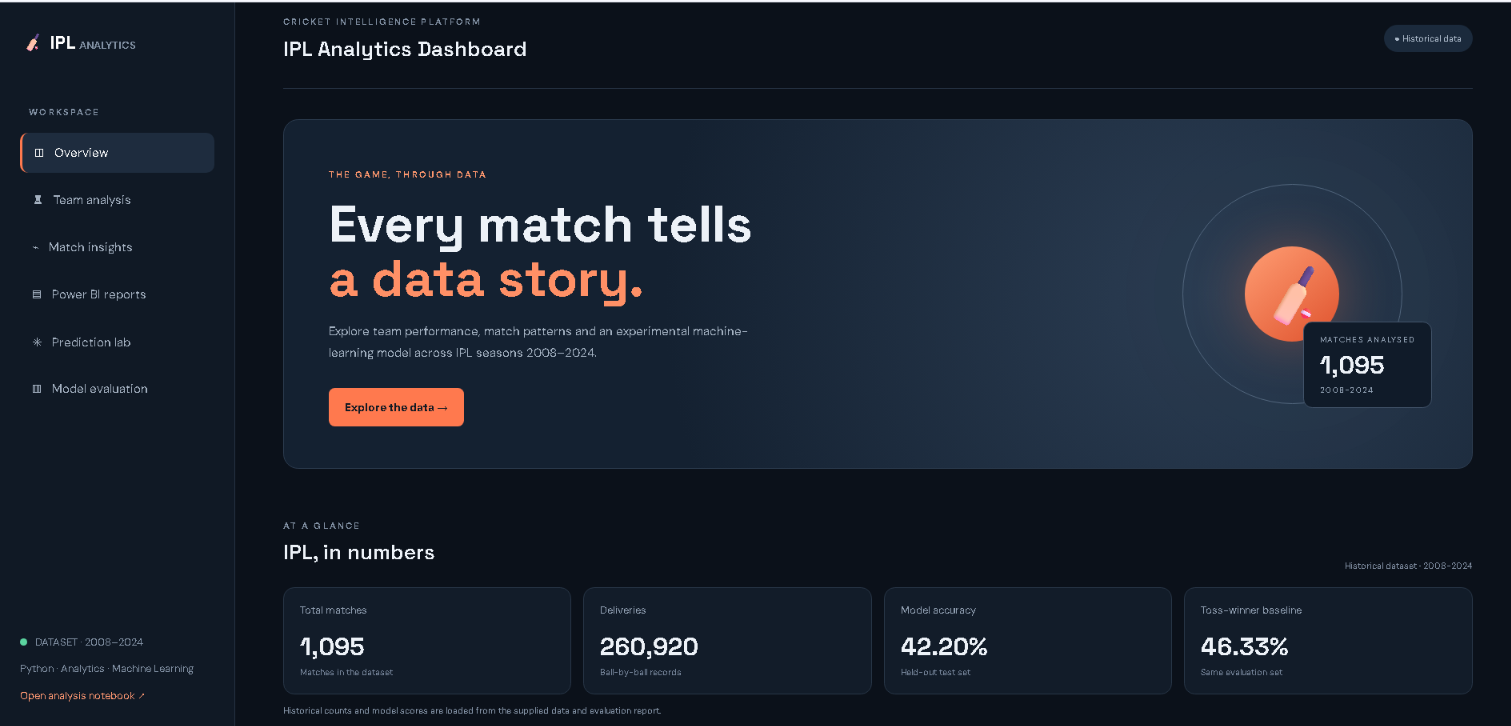 IPL ANALYTICS
WORKSPACE
Overview
Team analysis
Match insights
Power BI reports
Prediction lab
Model evaluation
DATASET · 2008–2024
Python · Analytics · Machine Learning
Open analysis notebook ↗
CRICKET INTELLIGENCE PLATFORM
IPL Analytics Dashboard
● Historical data
THE GAME, THROUGH DATA
Every match tells
a data story.
Explore team performance, match patterns and an experimental machine-
learning model across IPL seasons 2008–2024.
Explore the data →
MATCHES ANALYSED
1,095
2008–2024
AT A GLANCE
IPL, in numbers
Historical dataset · 2008–2024
Total matches
1,095
Matches in the dataset
Deliveries
260,920
Ball-by-ball records
Model accuracy
42.20%
Held-out test set
Toss-winner baseline
46.33%
Same evaluation set
Historical counts and model scores are loaded from the supplied data and evaluation report.